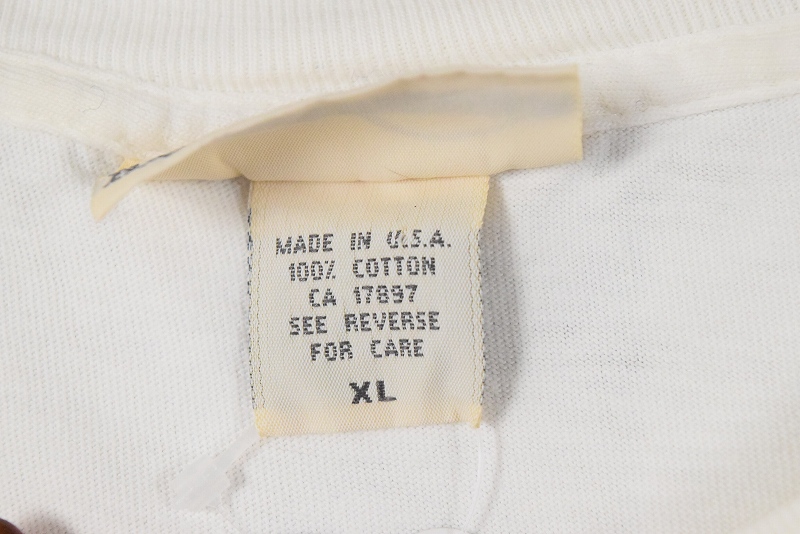 MADE IN U.S.A.
100% COTTON
CA 17897
SEE REVERSE
FOR CARE
XL